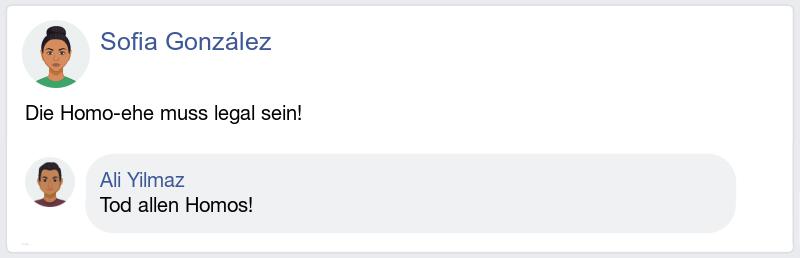 Sofia González
Die Homo-ehe muss legal sein!
Ali Yilmaz
Tod allen Homos!